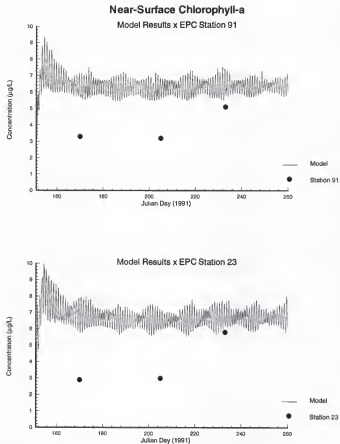 Near-Surface Chlorophyll-a
Model Results x EPC Station 91
10
9
8
7
6
5
4
3
2
1
0
Concentration (µg/L)
160 180 200 220 240 260
Julian Day (1991)
Model
Station 91
Model Results x EPC Station 23
10
9
8
7
6
5
4
3
2
1
0
Concentration (µg/L)
160 180 200 220 240 260
Julian Day (1991)
Model
Station 23